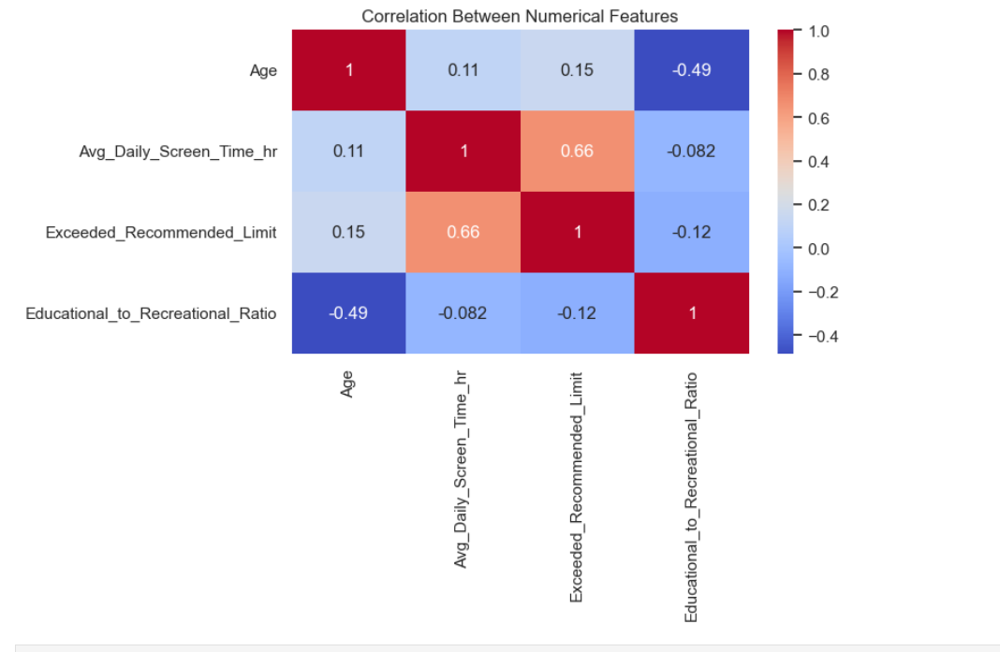 Correlation Between Numerical Features
Age 1 0.11 0.15 -0.49
Avg_Daily_Screen_Time_hr 0.11 1 0.66 -0.082
Exceeded_Recommended_Limit 0.15 0.66 1 -0.12
Educational_to_Recreational_Ratio -0.49 -0.082 -0.12 1
Age
Avg_Daily_Screen_Time_hr
Exceeded_Recommended_Limit
Educational_to_Recreational_Ratio
1.0
0.8
0.6
0.4
0.2
0.0
−0.2
−0.4